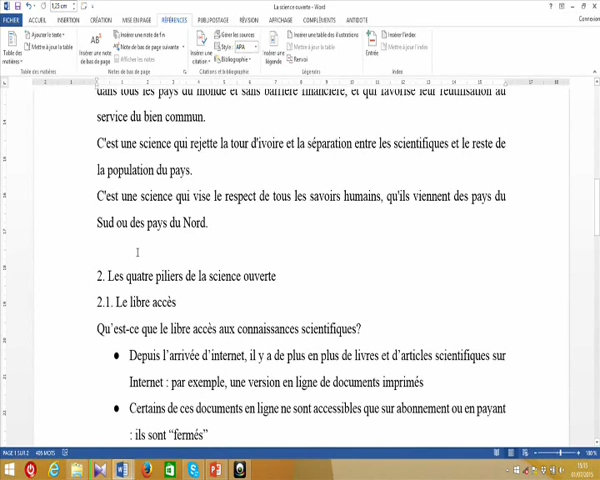 La science ouverte - Word
1,25 cm
FICHIER ACCUEIL INSERTION CRÉATION MISE EN PAGE RÉFÉRENCES PUBLIPOSTAGE RÉVISION AFFICHAGE COMPLÉMENTS ANTIDOTE Connexion
Table des matières
Ajouter le texte
Mettre à jour la table
Table des matières
AB
Insérer une note de bas de page
Insérer une note de fin
Note de bas de page suivante
Afficher les notes
Notes de bas de page
Insérer une citation
Gérer les sources
Style : APA
Bibliographie
Citations et bibliographie
Insérer une légende
Insérer une table des illustrations
Mettre à jour la table
Renvoi
Légendes
Entrée
Insérer l'index
Mettre à jour l'index
Index
dans tous les pays du monde et sans barrière financière, et qui favorise leur réutilisation au
service du bien commun.
C'est une science qui rejette la tour d'ivoire et la séparation entre les scientifiques et le reste de
la population du pays.
C'est une science qui vise le respect de tous les savoirs humains, qu'ils viennent des pays du
Sud ou des pays du Nord.
2. Les quatre piliers de la science ouverte
2.1. Le libre accès
Qu'est-ce que le libre accès aux connaissances scientifiques?
● Depuis l'arrivée d'internet, il y a de plus en plus de livres et d'articles scientifiques sur
Internet : par exemple, une version en ligne de documents imprimés
● Certains de ces documents en ligne ne sont accessibles que sur abonnement ou en payant
: ils sont “fermés”
PAGE 1 SUR 2 405 MOTS 100 %
15:15
31/07/2015